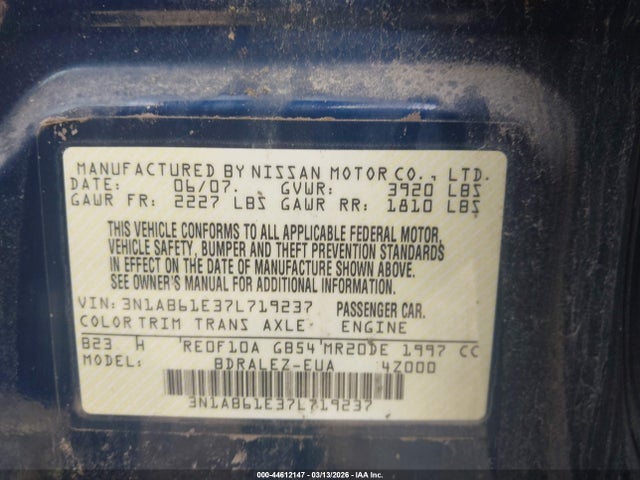 MANUFACTURED BY NISSAN MOTOR CO., LTD.
DATE: 06/07. GVWR: 3920 LBS
GAWR FR: 2227 LBS GAWR RR: 1810 LBS
THIS VEHICLE CONFORMS TO ALL APPLICABLE FEDERAL MOTOR,
VEHICLE SAFETY, BUMPER AND THEFT PREVENTION STANDARDS
IN EFFECT ON THE DATE OF MANUFACTURE SHOWN ABOVE.
SEE OWNER'S MANUAL FOR ADDITIONAL INFORMATION.
VIN: 3N1AB61E37L719237 PASSENGER CAR.
COLOR TRIM TRANS AXLE ENGINE
B23 H RE0F10A GB54 MR20DE 1997 CC
MODEL: BDRALEZ-EUA 4Z000
3N1AB61E37L719237
000-44612147 - 03/13/2026 - IAA Inc.